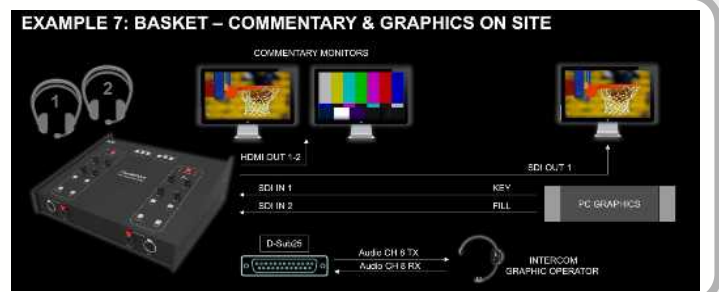 EXAMPLE 7: BASKET – COMMENTARY & GRAPHICS ON SITE
COMMENTARY MONITORS
1
2
HDMI OUT 1-2
SDI OUT 1
SDI IN 1
KEY
SDI IN 2
FILL
PC GRAPHICS
D-Sub25
Audio CH 6 TX
Audio CH 6 RX
INTERCOM
GRAPHIC OPERATOR